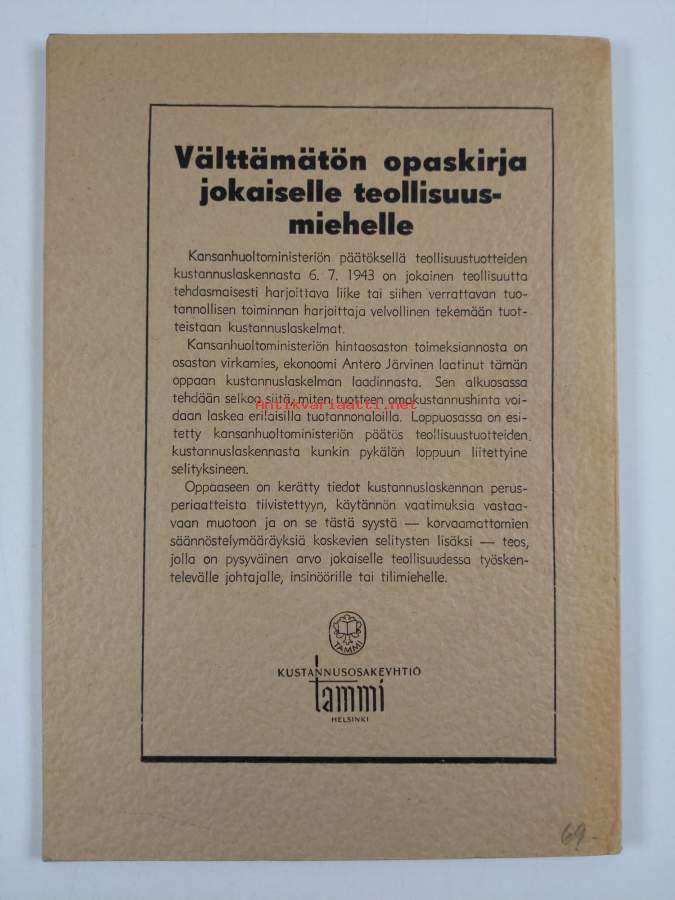 Välttämätön opaskirja
jokaiselle teollisuus-
miehelle
Kansanhuoltoministeriön päätöksellä teollisuustuotteiden
kustannuslaskennasta 6. 7. 1943 on jokainen teollisuutta
tehdasmaisesti harjoittava liike tai siihen verrattavan tuo-
tannollisen toiminnan harjoittaja velvollinen tekemään tuot-
teistaan kustannuslaskelmat.
Kansanhuoltoministeriön hintaosaston toimeksiannosta on
osaston virkamies, ekonoomi Antero Järvinen laatinut tämän
oppaan kustannuslaskelman laadinnasta. Sen alkuosassa
tehdään selkoa siitä, miten tuotteen omakustannushinta voi-
Antikvariaatti.net
daan laskea erilaisilla tuotannonaloilla. Loppuosassa on esi-
tetty kansanhuoltoministeriön päätös teollisuustuotteiden
kustannuslaskennasta kunkin pykälän loppuun liitettyine
selityksineen.
Oppaaseen on kerätty tiedot kustannuslaskennan perus-
periaatteista tiivistettyyn, käytännön vaatimuksia vastaa-
vaan muotoon ja on se tästä syystä — korvaamattomien
säännöstelymääräyksiä koskevien selitysten lisäksi — teos,
jolla on pysyväinen arvo jokaiselle teollisuudessa työsken-
televälle johtajalle, insinöörille tai tilimiehelle.
TAMMI
KUSTANNUSOSAKEYHTIÖ
tammi
HELSINKI
69-